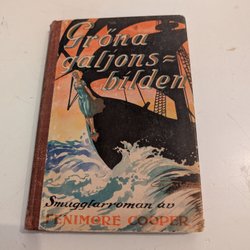 Gröna
galjons=
bilden
Smugglarroman av
FENIMORE COOPER